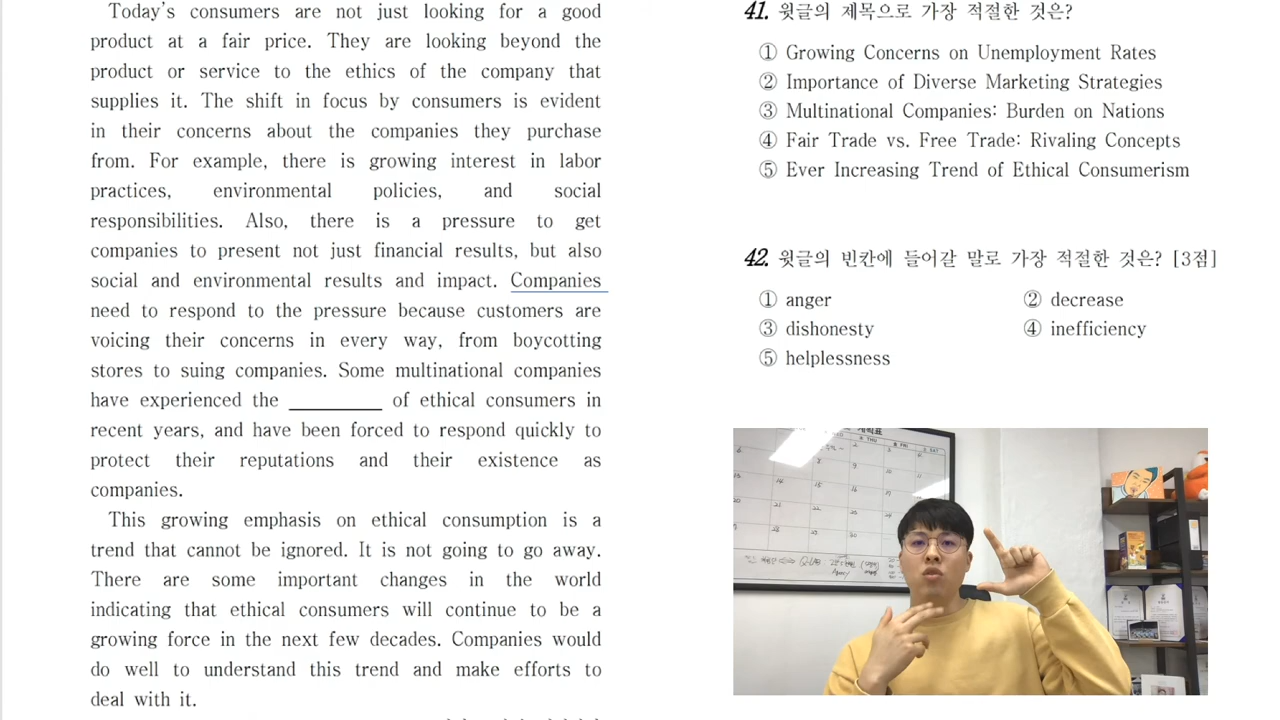 Today's consumers are not just looking for a good
product at a fair price. They are looking beyond the
product or service to the ethics of the company that
supplies it. The shift in focus by consumers is evident
in their concerns about the companies they purchase
from. For example, there is growing interest in labor
practices, environmental policies, and social
responsibilities. Also, there is a pressure to get
companies to present not just financial results, but also
social and environmental results and impact. Companies
need to respond to the pressure because customers are
voicing their concerns in every way, from boycotting
stores to suing companies. Some multinational companies
have experienced the ________ of ethical consumers in
recent years, and have been forced to respond quickly to
protect their reputations and their existence as
companies.
This growing emphasis on ethical consumption is a
trend that cannot be ignored. It is not going to go away.
There are some important changes in the world
indicating that ethical consumers will continue to be a
growing force in the next few decades. Companies would
do well to understand this trend and make efforts to
deal with it.
41. 윗글의 제목으로 가장 적절한 것은?
① Growing Concerns on Unemployment Rates
② Importance of Diverse Marketing Strategies
③ Multinational Companies: Burden on Nations
④ Fair Trade vs. Free Trade: Rivaling Concepts
⑤ Ever Increasing Trend of Ethical Consumerism
42. 윗글의 빈칸에 들어갈 말로 가장 적절한 것은? [3점]
① anger ② decrease
③ dishonesty ④ inefficiency
⑤ helplessness
THU FRI SAT